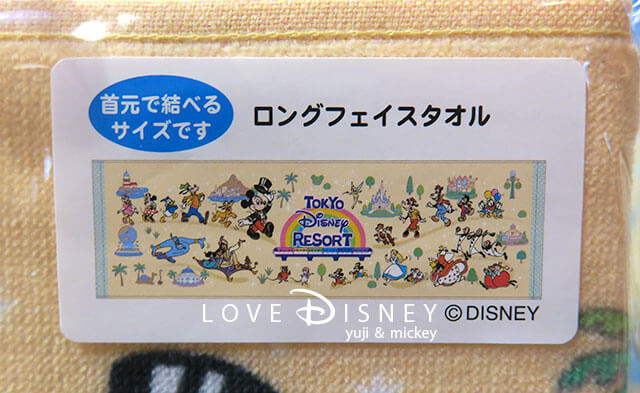 首元で結べる
サイズです
ロングフェイスタオル
TOKYO
DISNEY
RESORT
LOVE DISNEY
yuji & mickey
©DISNEY